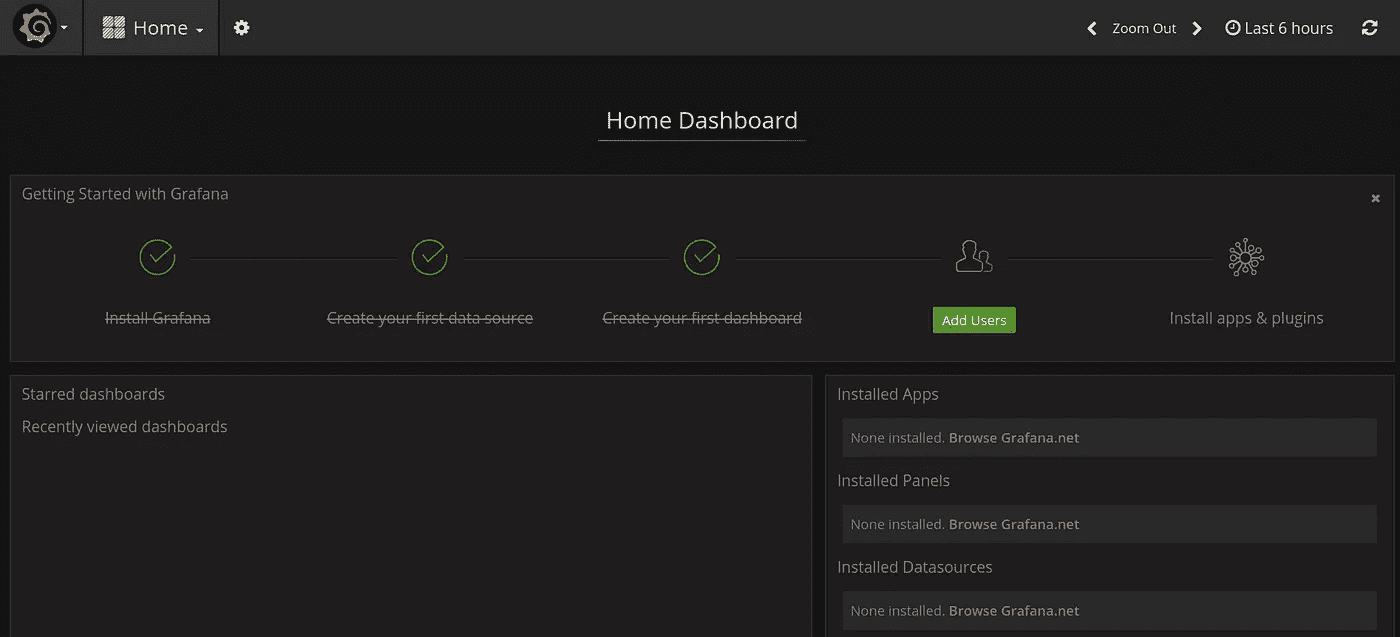 Home
Zoom Out
Last 6 hours
Home Dashboard
Getting Started with Grafana
Install Grafana
Create your first data source
Create your first dashboard
Add Users
Install apps & plugins
Starred dashboards
Recently viewed dashboards
Installed Apps
None installed. Browse Grafana.net
Installed Panels
None installed. Browse Grafana.net
Installed Datasources
None installed. Browse Grafana.net